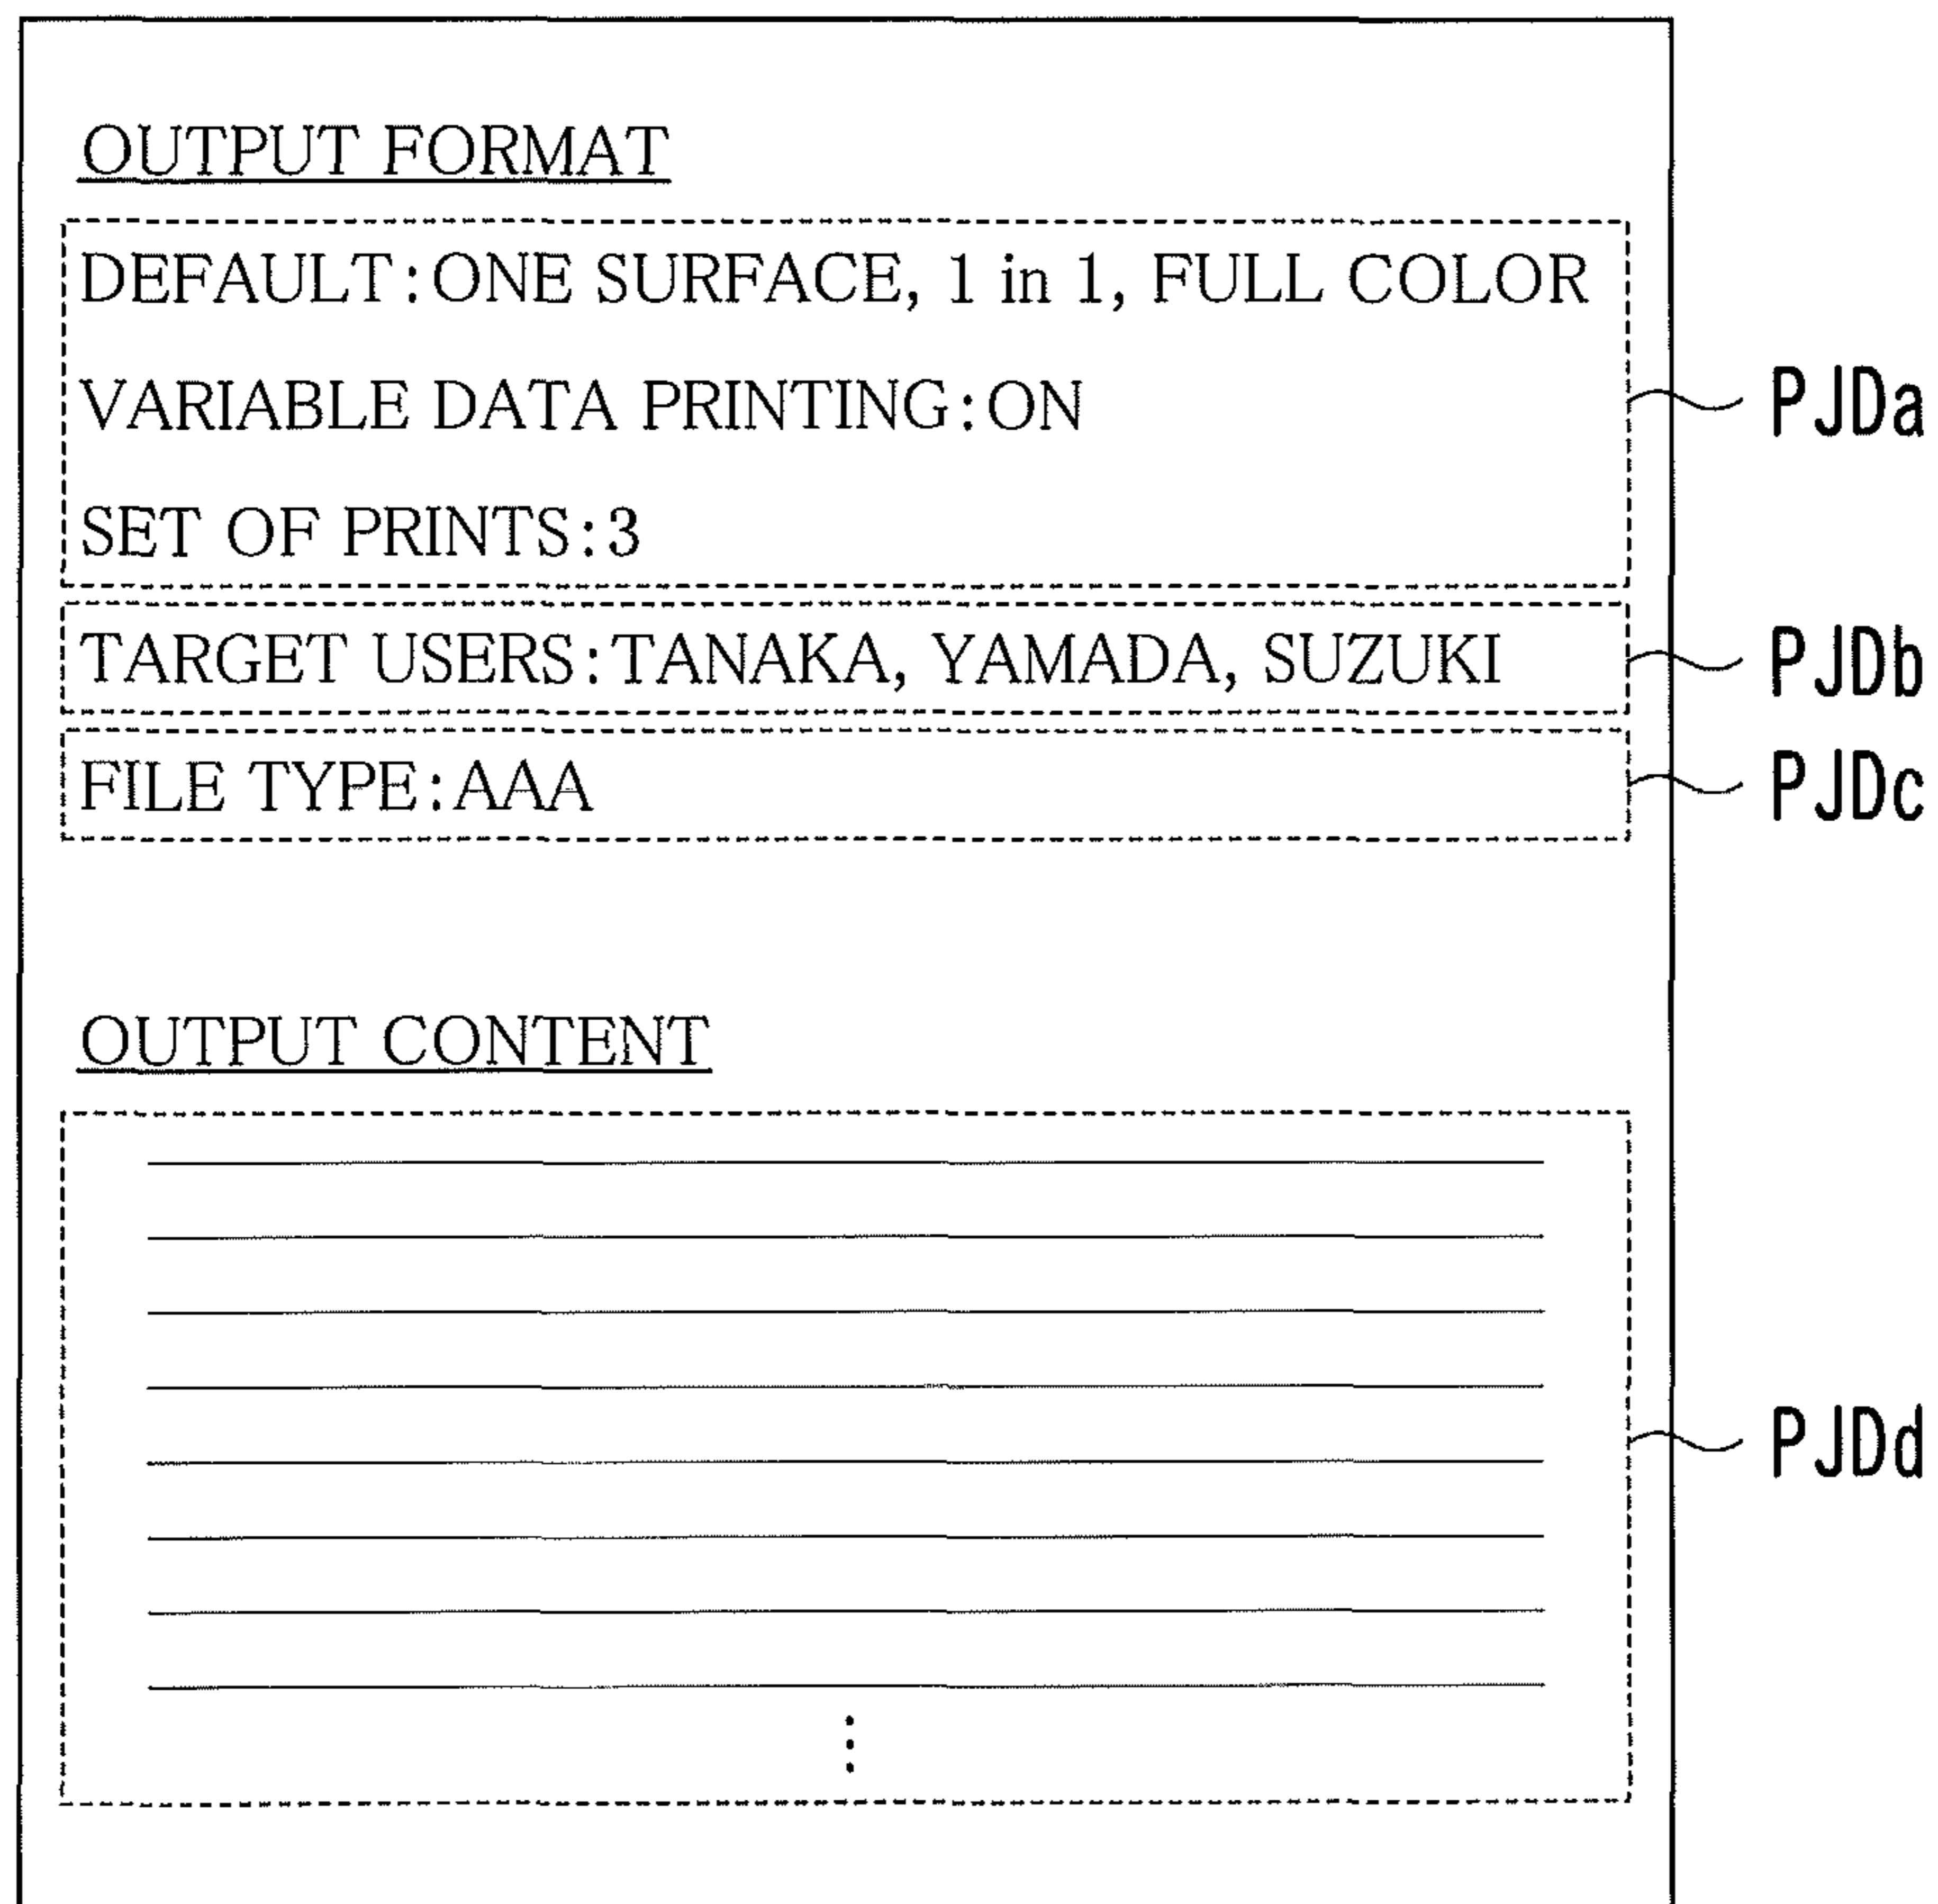 OUTPUT FORMAT
DEFAULT:ONE SURFACE, 1 in 1, FULL COLOR
VARIABLE DATA PRINTING:ON
SET OF PRINTS:3
PJDa
TARGET USERS:TANAKA, YAMADA, SUZUKI
PJDb
FILE TYPE:AAA
PJDc
OUTPUT CONTENT
PJDd